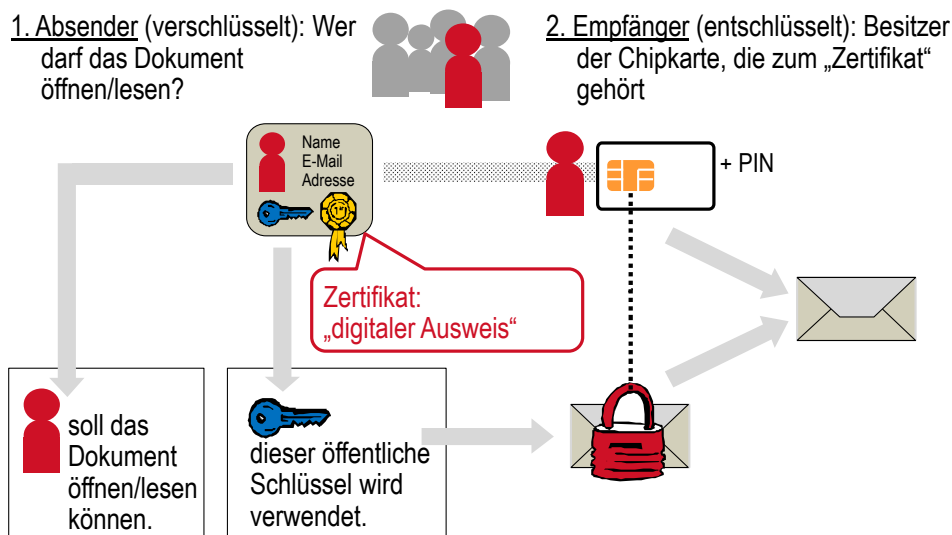 1. Absender (verschlüsselt): Wer
darf das Dokument
öffnen/lesen?
2. Empfänger (entschlüsselt): Besitzer
der Chipkarte, die zum „Zertifikat“
gehört
Name
E-Mail
Adresse
1st
+ PIN
Zertifikat:
„digitaler Ausweis“
soll das
Dokument
öffnen/lesen
können.
dieser öffentliche
Schlüssel wird
verwendet.